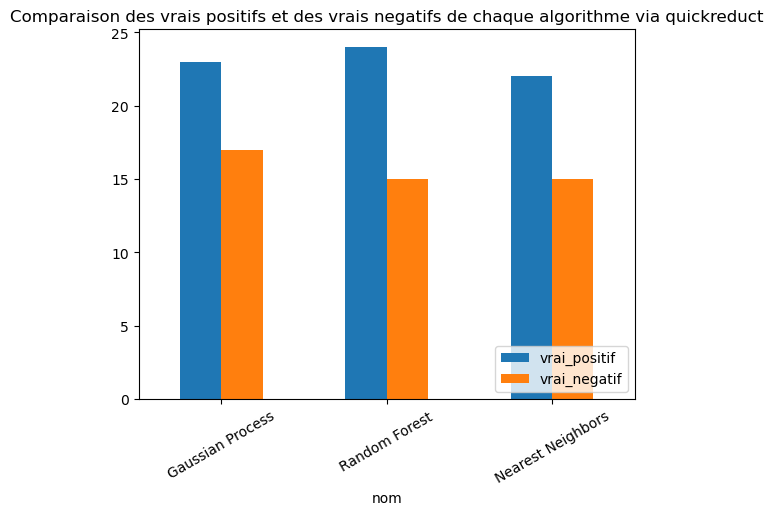 Comparaison des vrais positifs et des vrais negatifs de chaque algorithme via quickreduct
25
20
15
10
5
0
vrai_positif
vrai_negatif
Gaussian Process
Random Forest
Nearest Neighbors
nom